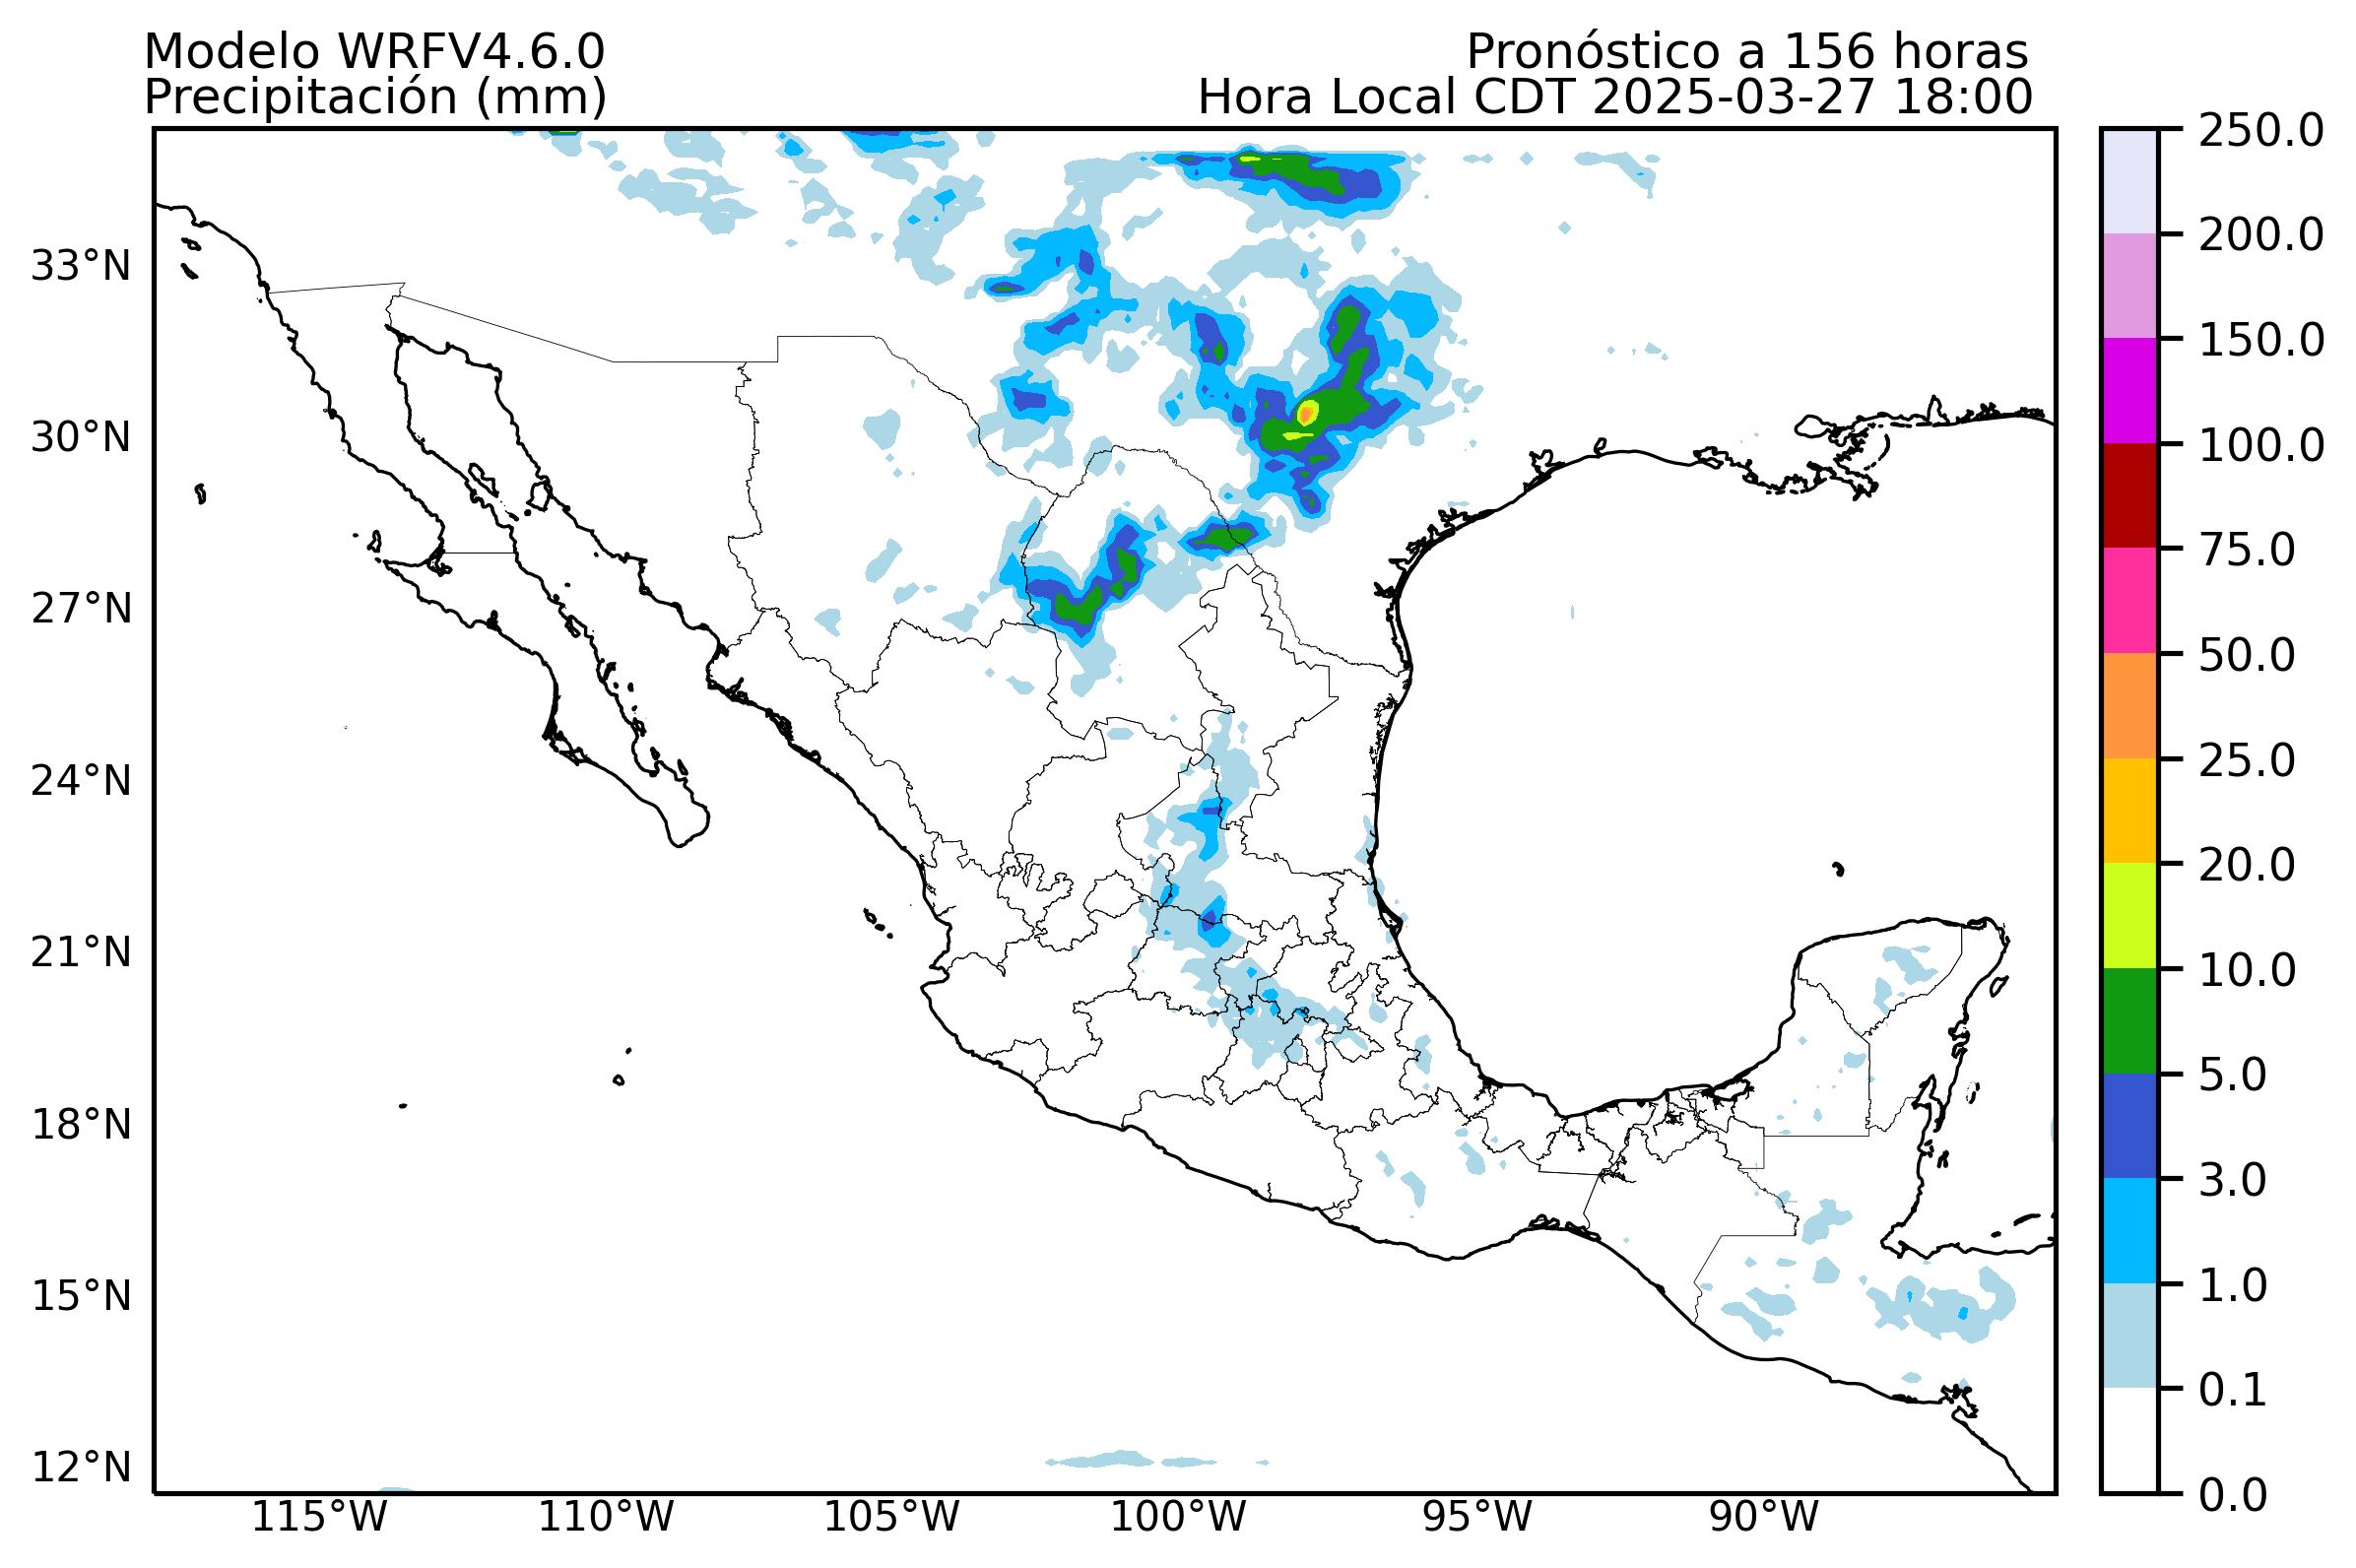 Modelo WRFV4.6.0
Precipitación (mm)
Pronóstico a 156 horas
Hora Local CDT 2025-03-27 18:00
33°N
30°N
27°N
24°N
21°N
18°N
15°N
12°N
115°W
110°W
105°W
100°W
95°W
90°W
250.0
200.0
150.0
100.0
75.0
50.0
25.0
20.0
10.0
5.0
3.0
1.0
0.1
0.0